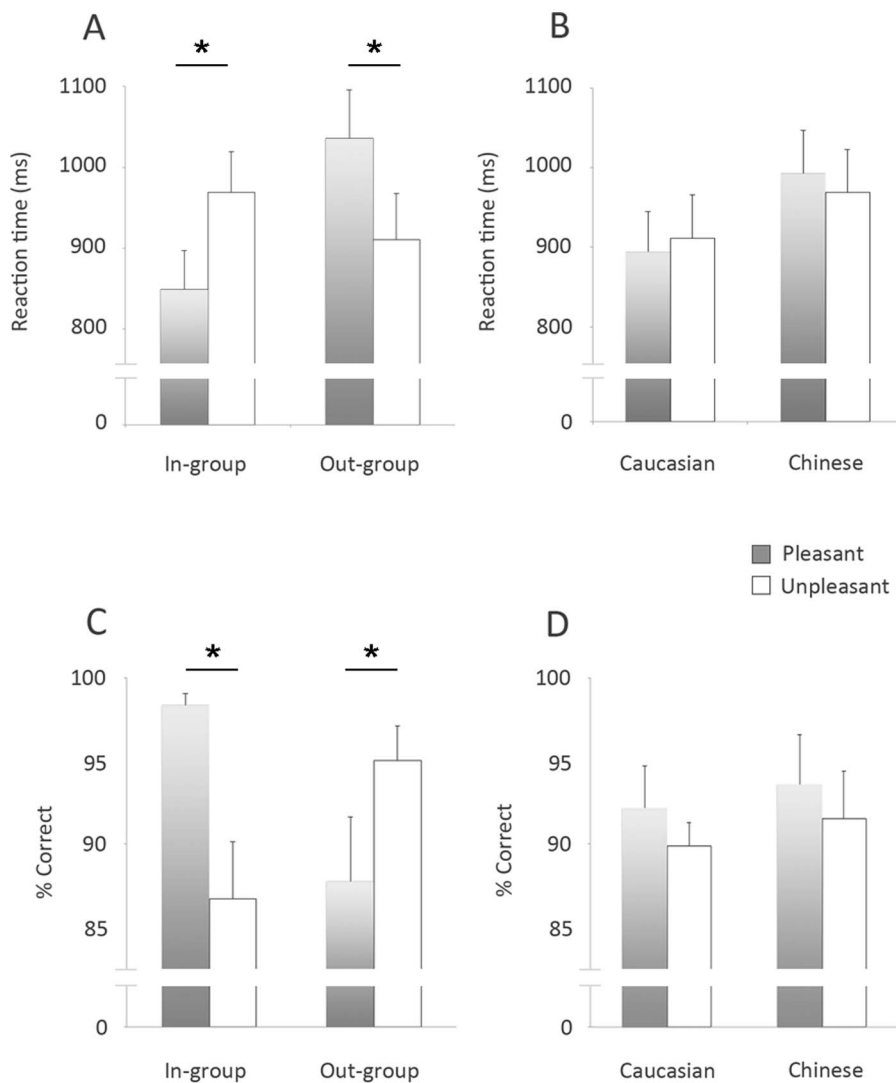 A
B
*
*
1100
1000
900
800
0
Reaction time (ms)
In-group
Out-group
1100
1000
900
800
0
Reaction time (ms)
Caucasian
Chinese
Pleasant
Unpleasant
C
D
*
*
100
95
90
85
0
% Correct
In-group
Out-group
100
95
90
85
0
% Correct
Caucasian
Chinese